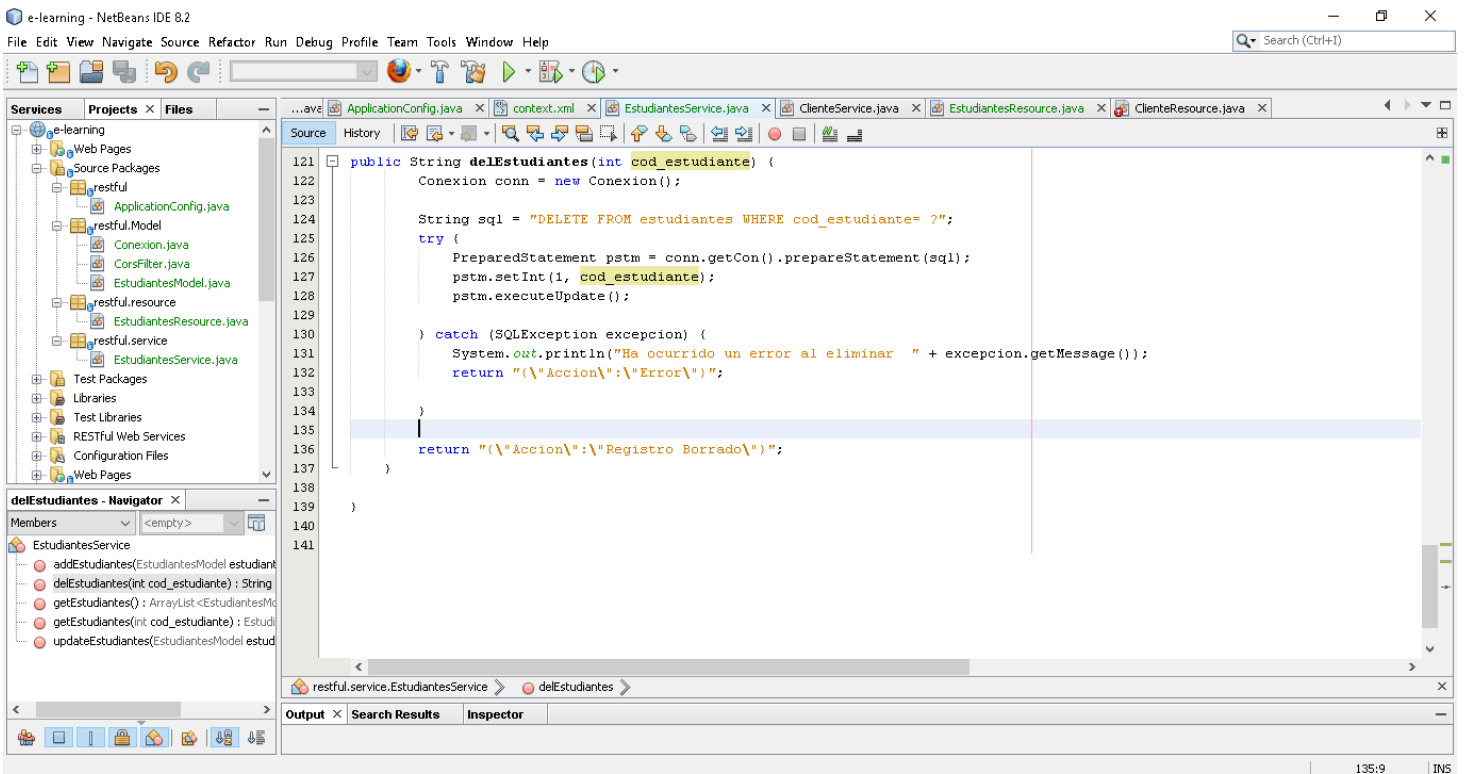 e-learning - NetBeans IDE 8.2
File Edit View Navigate Source Refactor Run Debug Profile Team Tools Window Help
Search (Ctrl+I)
Services Projects Files
...ava ApplicationConfig.java context.xml EstudiantesService.java ClienteService.java EstudiantesResource.java ClienteResource.java
Source History
e-learning
Web Pages
Source Packages
restful
ApplicationConfig.java
restful.Model
Conexion.java
CorsFilter.java
EstudiantesModel.java
restful.resource
EstudiantesResource.java
restful.service
EstudiantesService.java
Test Packages
Libraries
Test Libraries
RESTful Web Services
Configuration Files
Web Pages
121 public String delEstudiantes(int cod_estudiante) {
122 Conexion conn = new Conexion();
123
124 String sql = "DELETE FROM estudiantes WHERE cod_estudiante= ?";
125 try {
126 PreparedStatement pstm = conn.getCon().prepareStatement(sql);
127 pstm.setInt(1, cod_estudiante);
128 pstm.executeUpdate();
129
130 } catch (SQLException excepcion) {
131 System.out.println("Ha ocurrido un error al eliminar  " + excepcion.getMessage());
132 return "{\"Accion\":\"Error\"}";
133
134 }
135
136 return "{\"Accion\":\"Registro Borrado\"}";
137 }
138
139 }
140
141
delEstudiantes - Navigator
Members <empty>
EstudiantesService
addEstudiantes(EstudiantesModel estudiant
delEstudiantes(int cod_estudiante) : String
getEstudiantes() : ArrayList<EstudiantesMo
getEstudiantes(int cod_estudiante) : Estudi
updateEstudiantes(EstudiantesModel estud
restful.service.EstudiantesService delEstudiantes
Output Search Results Inspector
135:9 INS